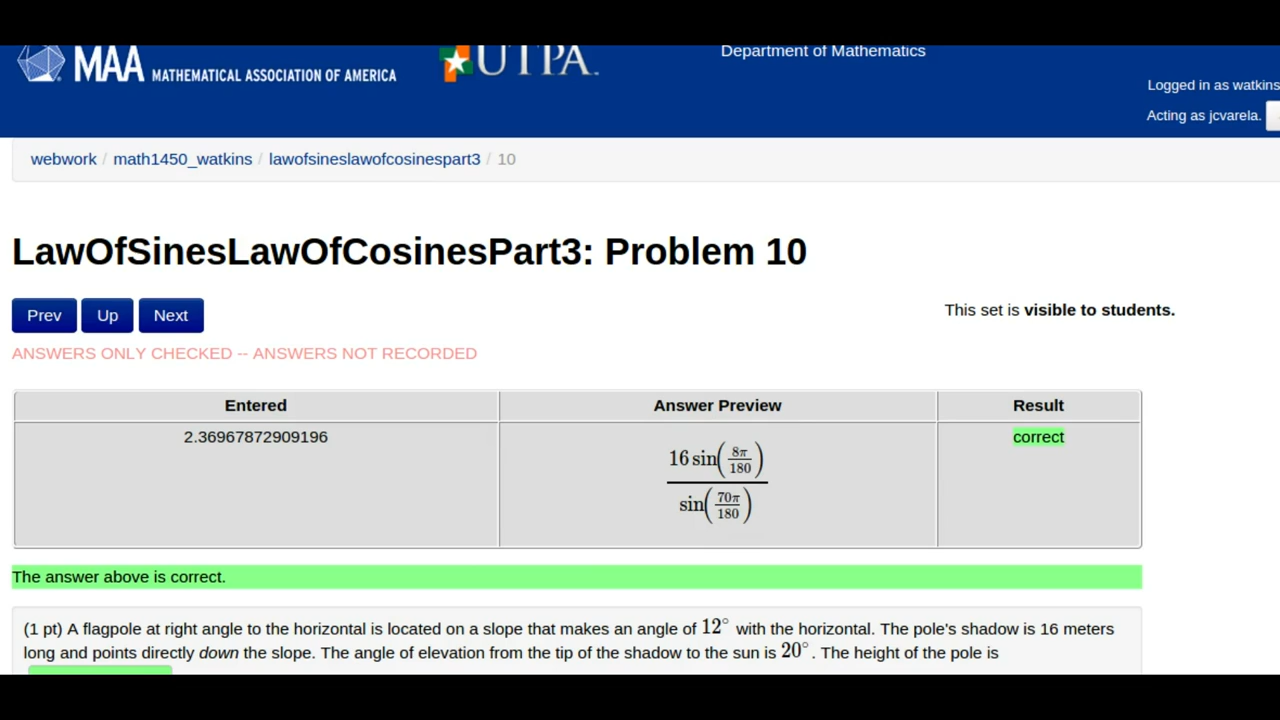 MAA MATHEMATICAL ASSOCIATION OF AMERICA
UTPA.
Department of Mathematics
Logged in as watkins
Acting as jcvarela.
webwork / math1450_watkins / lawofsineslawofcosinespart3 / 10
LawOfSinesLawOfCosinesPart3: Problem 10
Prev Up Next
This set is visible to students.
ANSWERS ONLY CHECKED -- ANSWERS NOT RECORDED
Entered Answer Preview Result
2.36967872909196 16 sin(8π/180) / sin(70π/180) correct
The answer above is correct.
(1 pt) A flagpole at right angle to the horizontal is located on a slope that makes an angle of 12° with the horizontal. The pole's shadow is 16 meters
long and points directly down the slope. The angle of elevation from the tip of the shadow to the sun is 20°. The height of the pole is